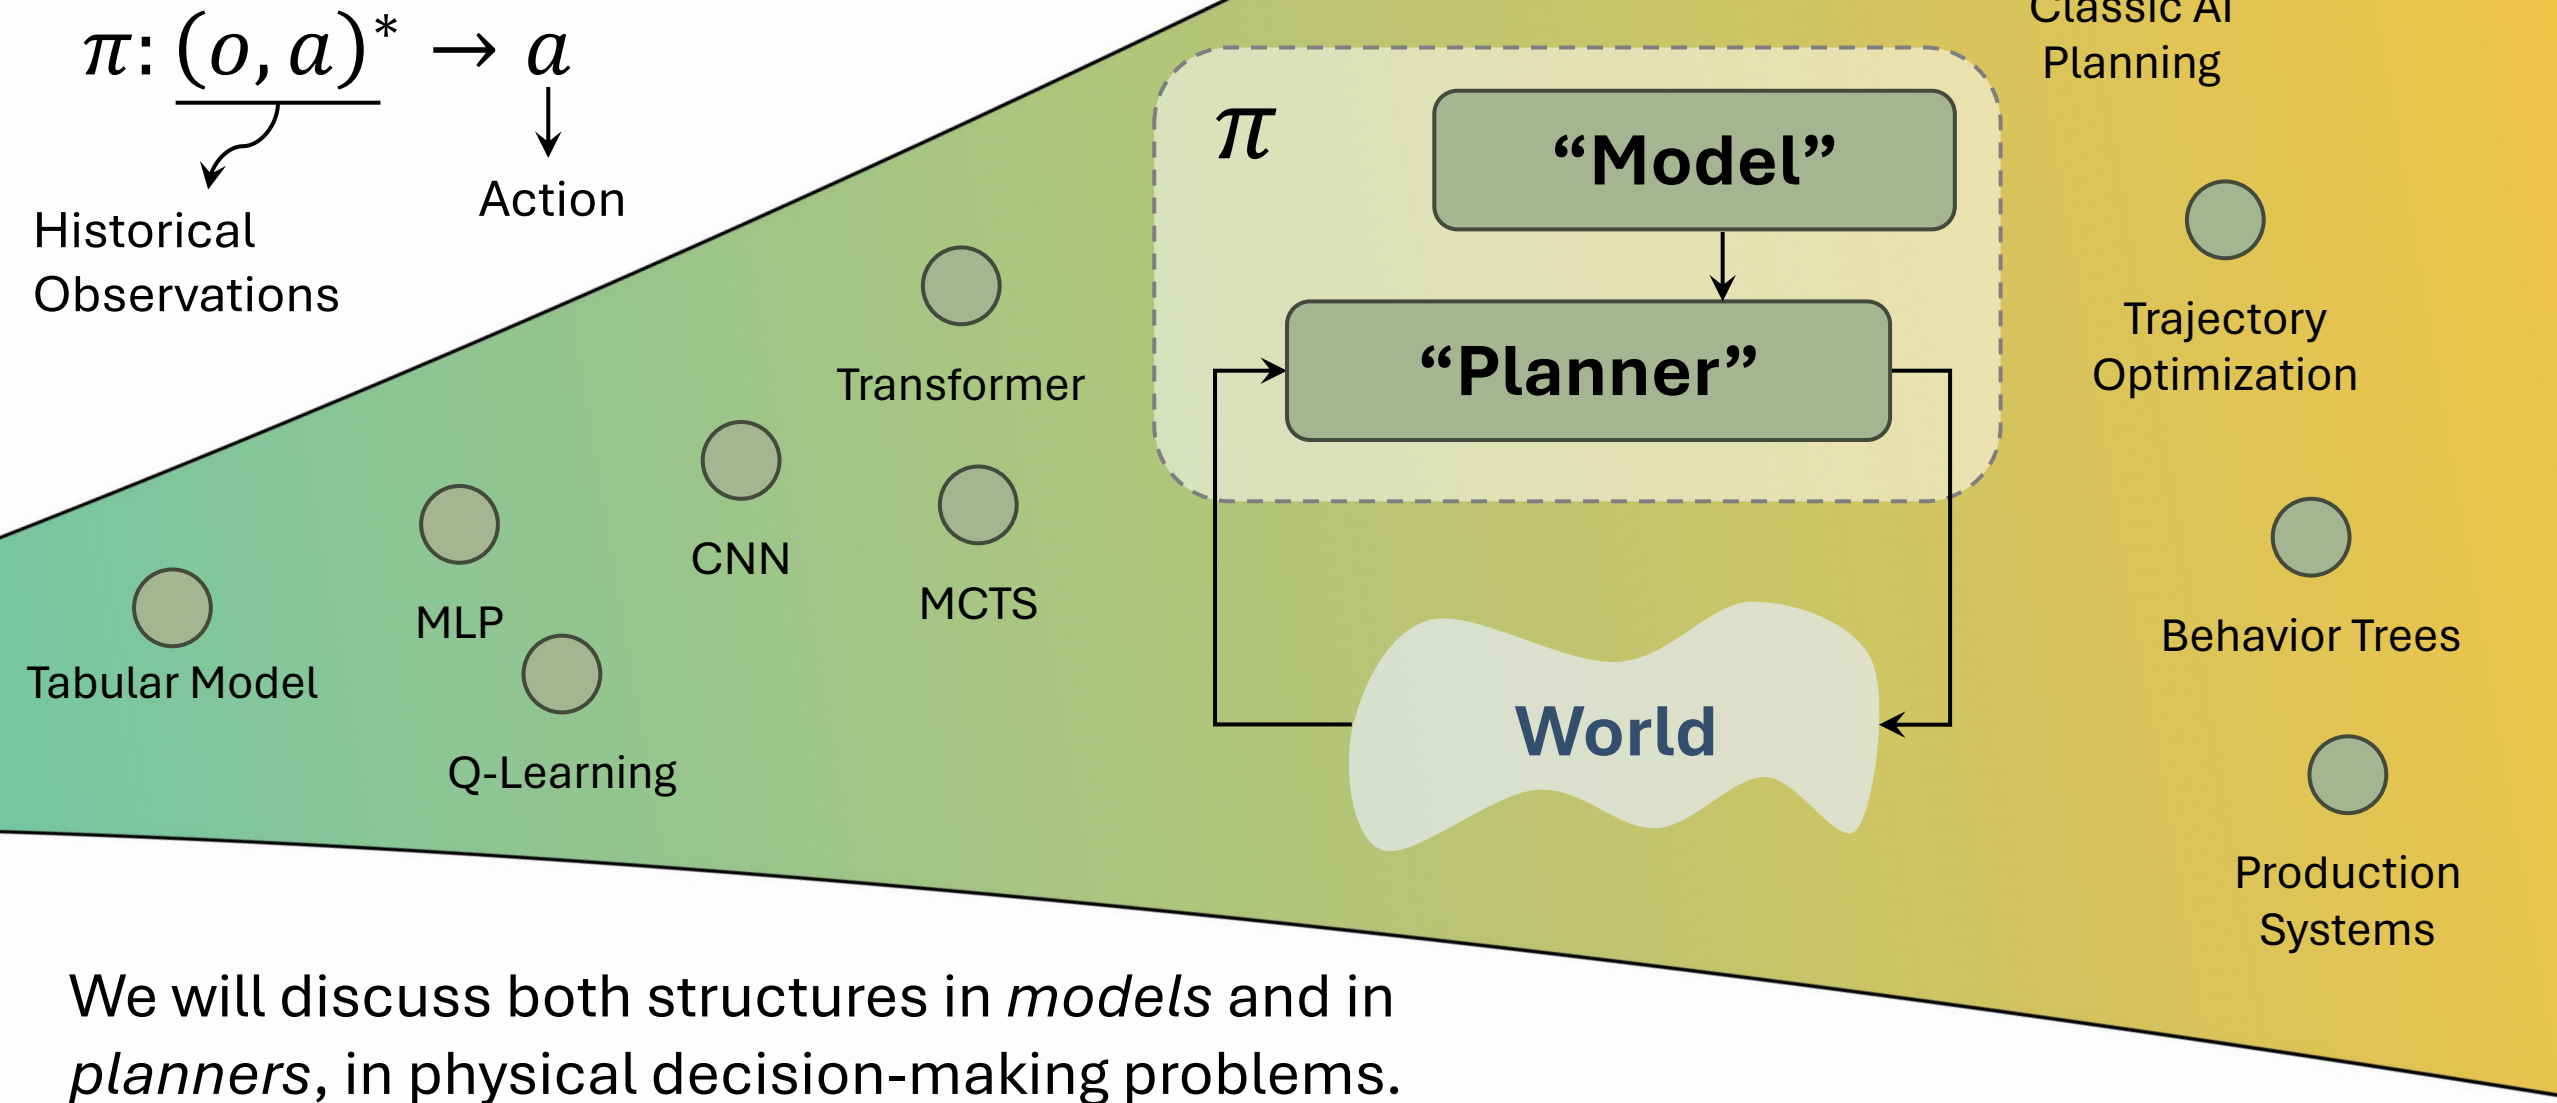 π: (o, a)* → a
Historical
Observations
Action
Classic AI
Planning
π
“Model”
“Planner”
World
Transformer
CNN
MCTS
MLP
Tabular Model
Q-Learning
Trajectory
Optimization
Behavior Trees
Production
Systems
We will discuss both structures in models and in
planners, in physical decision-making problems.